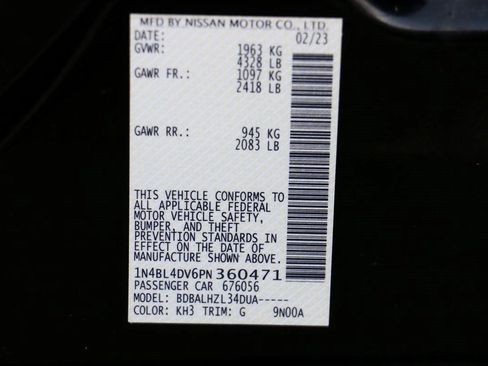 MFD BY NISSAN MOTOR CO., LTD.
DATE: 02/23
GVWR: 1963 KG
4328 LB
GAWR FR.: 1097 KG
2418 LB
GAWR RR.: 945 KG
2083 LB
THIS VEHICLE CONFORMS TO
ALL APPLICABLE FEDERAL
MOTOR VEHICLE SAFETY,
BUMPER, AND THEFT
PREVENTION STANDARDS IN
EFFECT ON THE DATE OF
MANUFACTURE SHOWN ABOVE.
1N4BL4DV6PN360471
PASSENGER CAR 676056
MODEL: BDBALHZL34DUA-----
COLOR: KH3 TRIM: G 9N00A